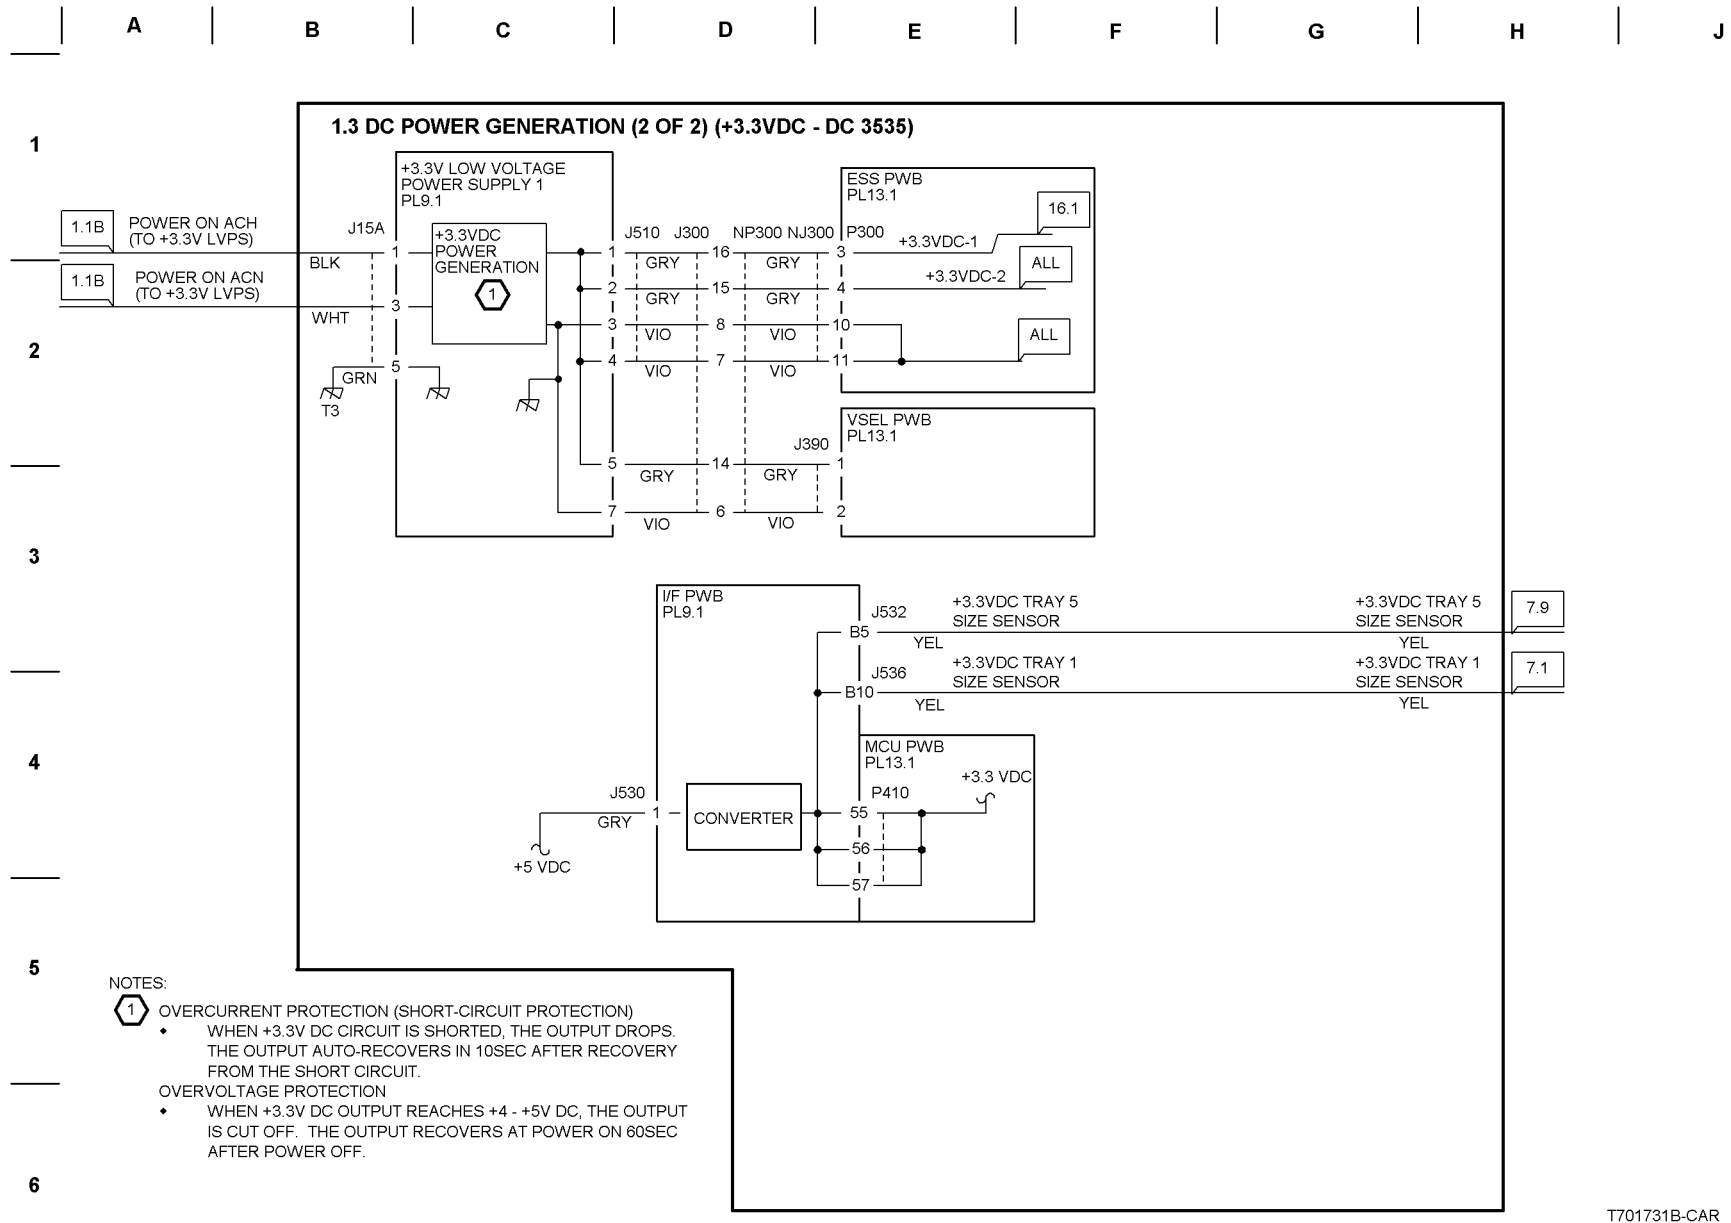 A B C D E F G H J
1
1.3 DC POWER GENERATION (2 OF 2) (+3.3VDC - DC 3535)
+3.3V LOW VOLTAGE
POWER SUPPLY 1
PL9.1
ESS PWB
PL13.1
16.1
1.1B
POWER ON ACH
(TO +3.3V LVPS)
J15A
+3.3VDC
POWER
GENERATION
1
J510 J300 NP300 NJ300 P300
+3.3VDC-1
1 1 16 3
BLK GRY GRY
ALL
1.1B
POWER ON ACN
(TO +3.3V LVPS)
+3.3VDC-2
2 15 4
GRY GRY
3
WHT
3 8 10
VIO VIO
ALL
2
4 7 11
VIO VIO
5
GRN
T3
VSEL PWB
PL13.1
J390
5 14 1
GRY GRY
7 6 2
VIO VIO
3
I/F PWB
PL9.1
J532
B5
YEL
+3.3VDC TRAY 5
SIZE SENSOR
+3.3VDC TRAY 5
SIZE SENSOR
YEL
7.9
J536
B10
YEL
+3.3VDC TRAY 1
SIZE SENSOR
+3.3VDC TRAY 1
SIZE SENSOR
YEL
7.1
4
MCU PWB
PL13.1
+3.3 VDC
J530
P410
1
GRY
CONVERTER
55
56
57
+5 VDC
5
NOTES:
1 OVERCURRENT PROTECTION (SHORT-CIRCUIT PROTECTION)
◆ WHEN +3.3V DC CIRCUIT IS SHORTED, THE OUTPUT DROPS.
THE OUTPUT AUTO-RECOVERS IN 10SEC AFTER RECOVERY
FROM THE SHORT CIRCUIT.
OVERVOLTAGE PROTECTION
◆ WHEN +3.3V DC OUTPUT REACHES +4 - +5V DC, THE OUTPUT
IS CUT OFF. THE OUTPUT RECOVERS AT POWER ON 60SEC
AFTER POWER OFF.
6
T701731B-CAR